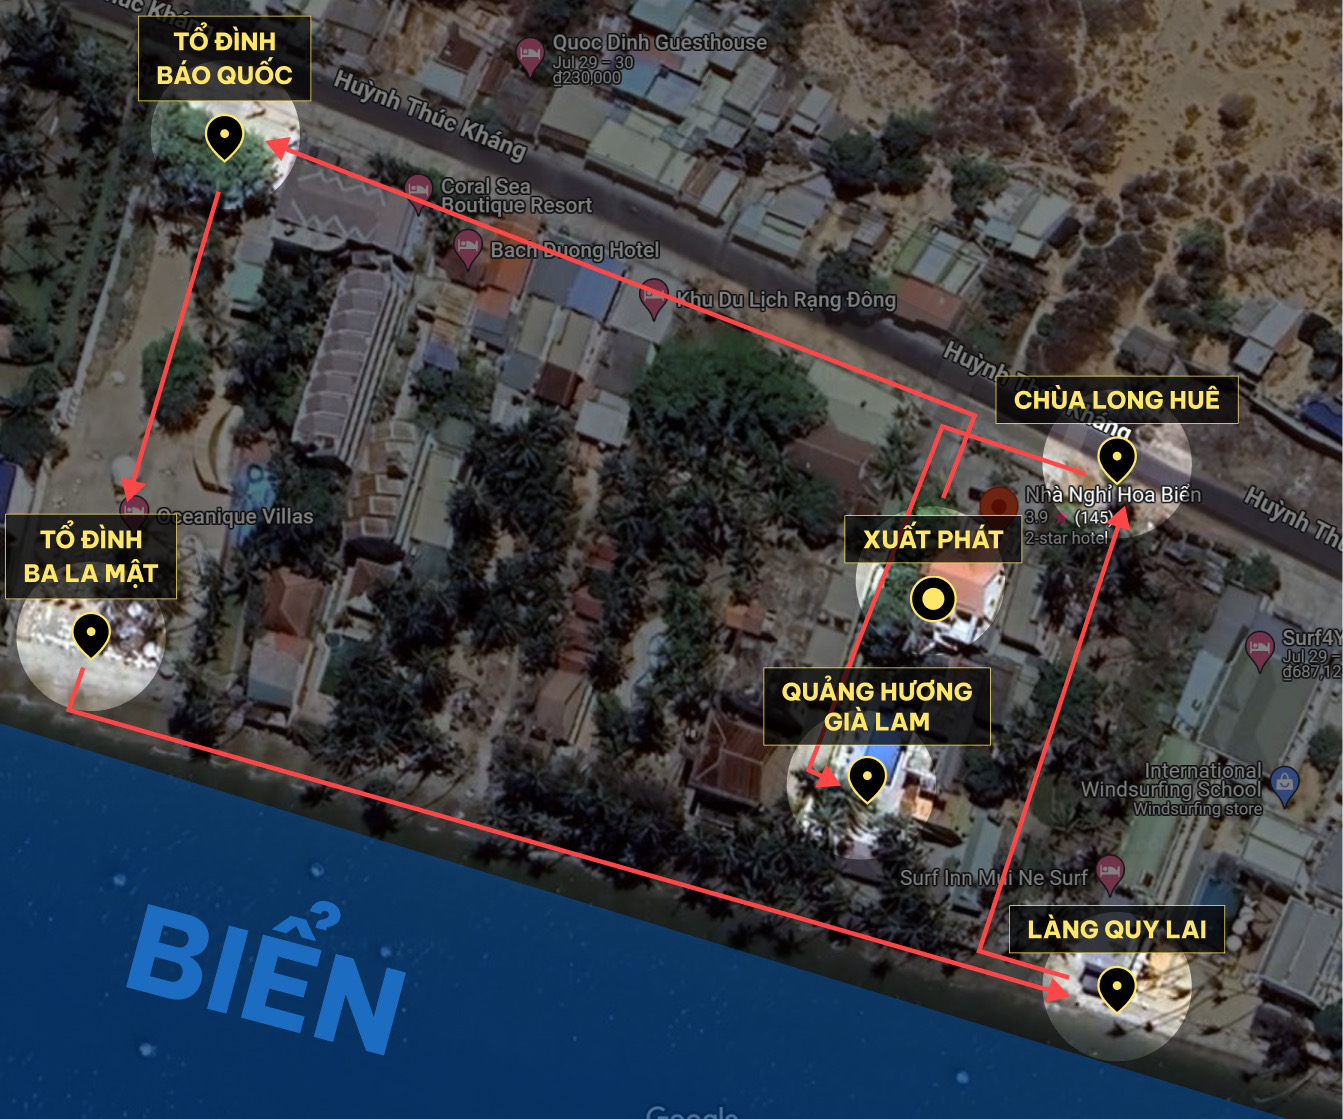 Huỳnh Thúc Kháng
TỔ ĐÌNH
BÁO QUỐC
Quoc Dinh Guesthouse
Jul 29 – 30
₫230,000
Coral Sea
Boutique Resort
Bach Duong Hotel
Khu Du Lịch Rạng Đông
CHÙA LONG HUÊ
Nhà Nghỉ Hoa Biển
3.9 ★ (145)
2-star hotel
Oceanique Villas
XUẤT PHÁT
TỔ ĐÌNH
BA LA MẬT
QUẢNG HƯƠNG
GIÀ LAM
Jul 29 –
International
Windsurfing School
Windsurfing store
Surf Inn Mui Ne Surf
LÀNG QUY LAI
BIỂN
Google